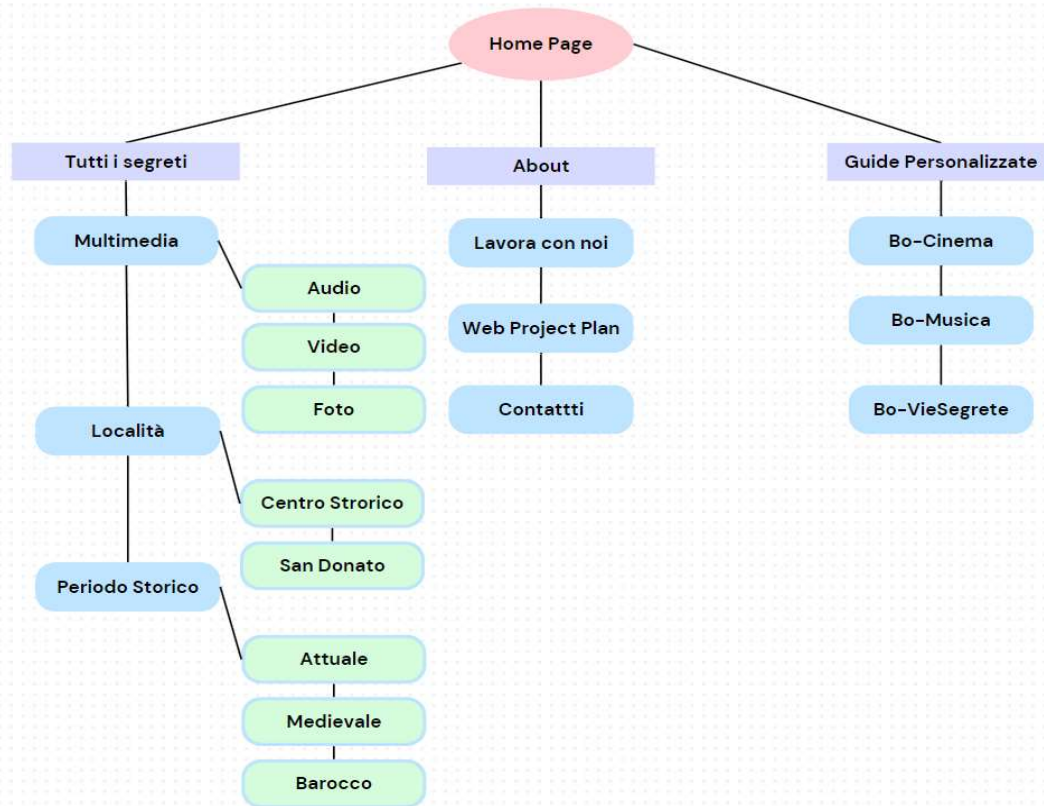 Home Page
Tutti i segreti
About
Guide Personalizzate
Multimedia
Lavora con noi
Bo-Cinema
Audio
Web Project Plan
Bo-Musica
Video
Foto
Contattti
Bo-VieSegrete
Località
Centro Strorico
San Donato
Periodo Storico
Attuale
Medievale
Barocco